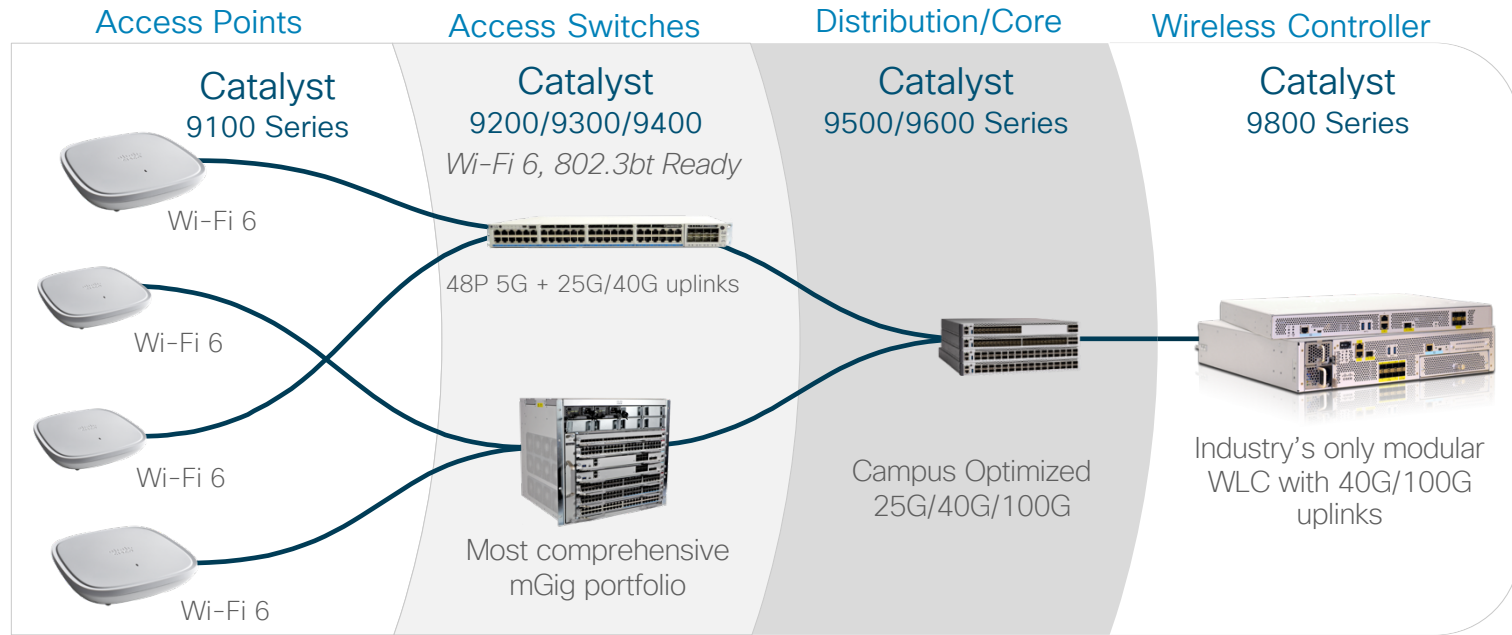 Access Points
Access Switches
Distribution/Core
Wireless Controller
Catalyst
9100 Series
Wi-Fi 6
Wi-Fi 6
Wi-Fi 6
Wi-Fi 6
Catalyst
9200/9300/9400
Wi-Fi 6, 802.3bt Ready
48P 5G + 25G/40G uplinks
Most comprehensive
mGig portfolio
Catalyst
9500/9600 Series
Campus Optimized
25G/40G/100G
Catalyst
9800 Series
Industry's only modular
WLC with 40G/100G
uplinks